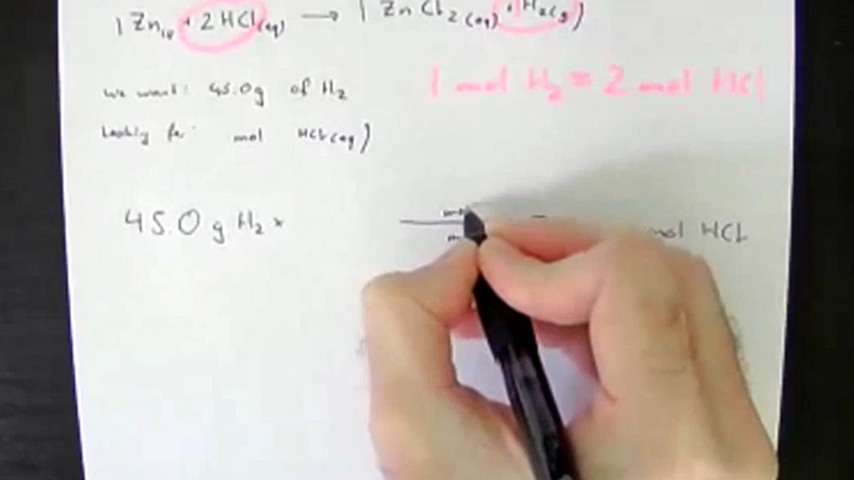 1 Zn(s) + 2 HCl(aq) → 1 ZnCl2(aq) + H2(g)
we want: 45.0g of H2
1 mol H2 = 2 mol HCl
Looking for: mol HCl(aq)
45.0 g H2 × mol HCl